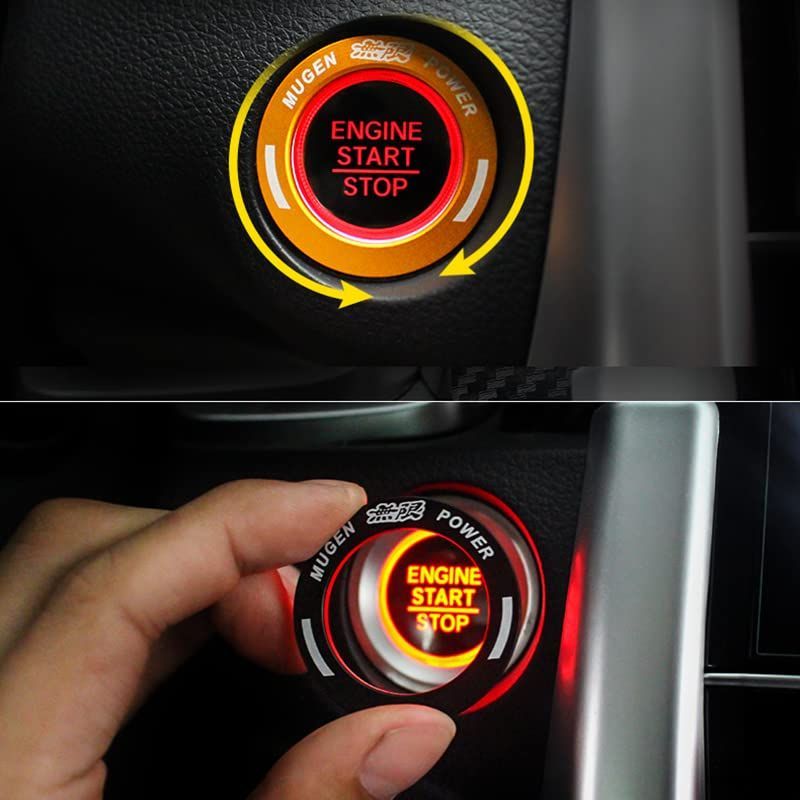 MUGEN 無限 POWER
ENGINE
START
STOP
MUGEN 無限 POWER
ENGINE
START
STOP